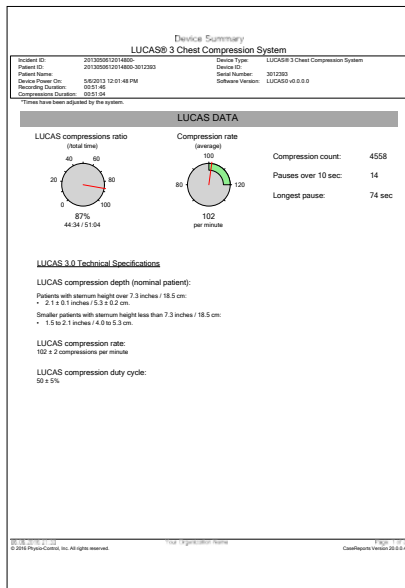 Device Summary
LUCAS® 3 Chest Compression System
Incident ID: 2013050612014800- Device Type: LUCAS® 3 Chest Compression System
Patient ID: 2013050612014800-3012393 Device ID:
Patient Name: Serial Number: 3012393
Device Power On: 5/6/2013 12:01:48 PM Software Version: LUCAS0 v0.0.0.0
Recording Duration: 00:51:46
Compressions Duration: 00:51:04
*Times have been adjusted by the system.
LUCAS DATA
LUCAS compressions ratio
(/total time)
0 20 40 60 80 100
87%
44:34 / 51:04
Compression rate
(average)
80 100 120
102
per minute
Compression count: 4558
Pauses over 10 sec: 14
Longest pause: 74 sec
LUCAS 3.0 Technical Specifications
LUCAS compression depth (nominal patient):
Patients with sternum height over 7.3 inches / 18.5 cm:
• 2.1 ± 0.1 inches / 5.3 ± 0.2 cm.
Smaller patients with sternum height less than 7.3 inches / 18.5 cm:
• 1.5 to 2.1 inches / 4.0 to 5.3 cm.
LUCAS compression rate:
102 ± 2 compressions per minute
LUCAS compression duty cycle:
50 ± 5%
Your Organization Name
© 2016 Physio-Control, Inc. All rights reserved.